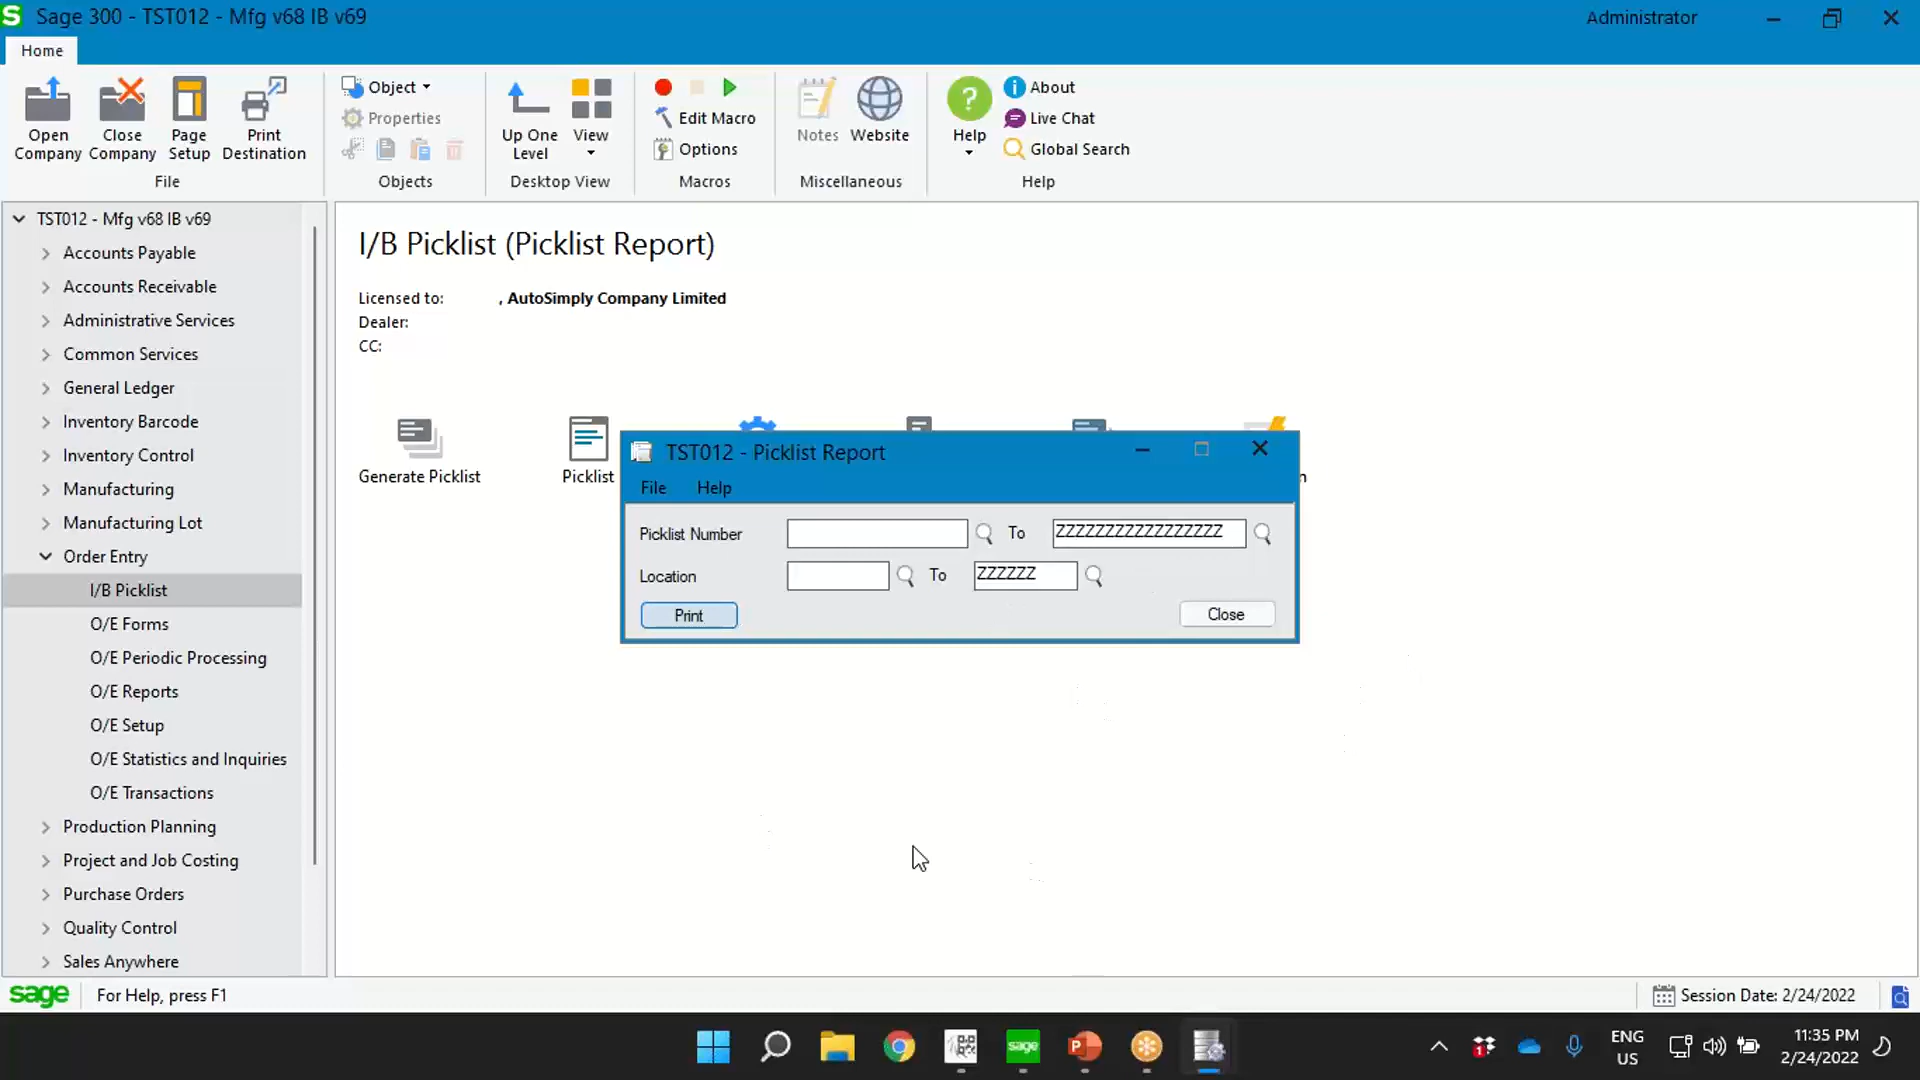 S Sage 300 - TST012 - Mfg v68 IB v69
Administrator
Home
Open Company
Close Company
Page Setup
Print Destination
File
Object
Properties
Objects
Up One Level
View
Desktop View
Edit Macro
Options
Macros
Notes
Website
Miscellaneous
? Help
i About
Live Chat
Global Search
Help
TST012 - Mfg v68 IB v69
Accounts Payable
Accounts Receivable
Administrative Services
Common Services
General Ledger
Inventory Barcode
Inventory Control
Manufacturing
Manufacturing Lot
Order Entry
I/B Picklist
O/E Forms
O/E Periodic Processing
O/E Reports
O/E Setup
O/E Statistics and Inquiries
O/E Transactions
Production Planning
Project and Job Costing
Purchase Orders
Quality Control
Sales Anywhere
I/B Picklist (Picklist Report)
Licensed to: , AutoSimply Company Limited
Dealer:
CC:
Generate Picklist
Picklist
n
TST012 - Picklist Report
File Help
Picklist Number To ZZZZZZZZZZZZZZZZZ
Location To ZZZZZZ
Print Close
sage For Help, press F1
Session Date: 2/24/2022
sage
P
1
ENG
US
11:35 PM
2/24/2022